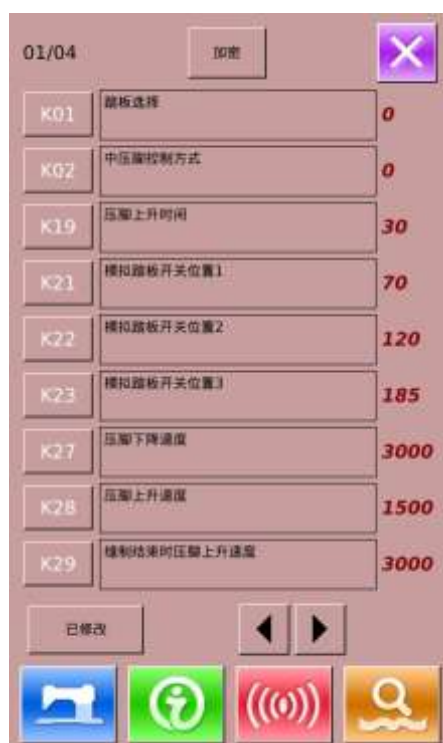 01/04
加密
K01
踏板选择
0
K02
中压脚控制方式
0
K19
压脚上升时间
30
K21
模拟踏板开关位置1
70
K22
模拟踏板开关位置2
120
K23
模拟踏板开关位置3
185
K27
压脚下降速度
3000
K28
压脚上升速度
1500
K29
缝制结束时压脚上升速度
3000
已修改